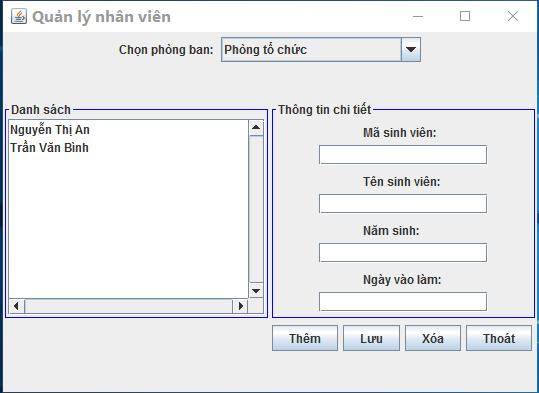 Quản lý nhân viên
Chọn phòng ban: Phòng tổ chức
Danh sách
Nguyễn Thị An
Trần Văn Bình
Thông tin chi tiết
Mã sinh viên:
Tên sinh viên:
Năm sinh:
Ngày vào làm:
Thêm Lưu Xóa Thoát